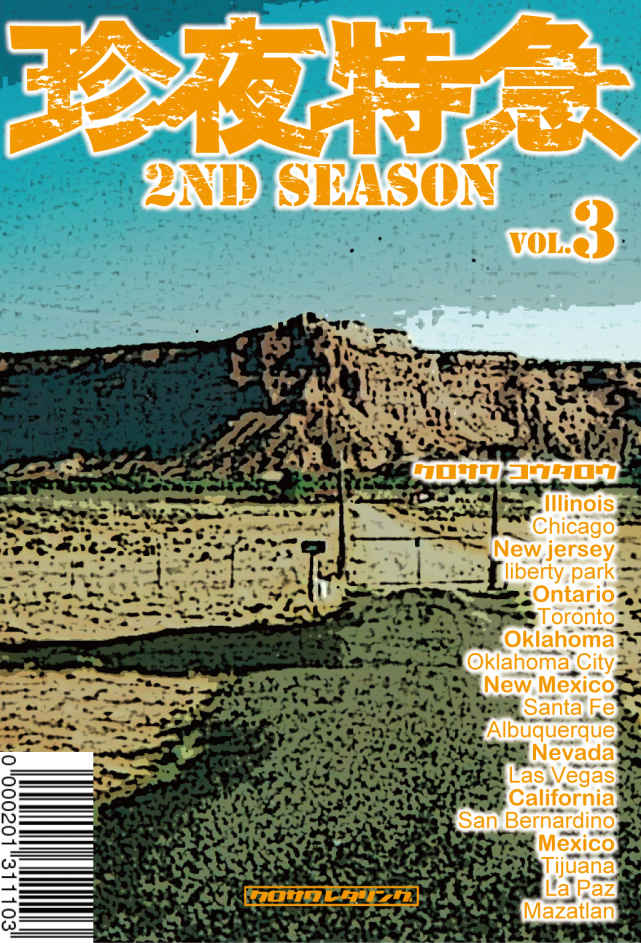 珍夜特急
2ND SEASON
VOL.3
クロサワ コウタロウ
Illinois
Chicago
New jersey
liberty park
Ontario
Toronto
Oklahoma
Oklahoma City
New Mexico
Santa Fe
Albuquerque
Nevada
Las Vegas
California
San Bernardino
Mexico
Tijuana
La Paz
Mazatlan
クロサワレタリング
0 000201 311103